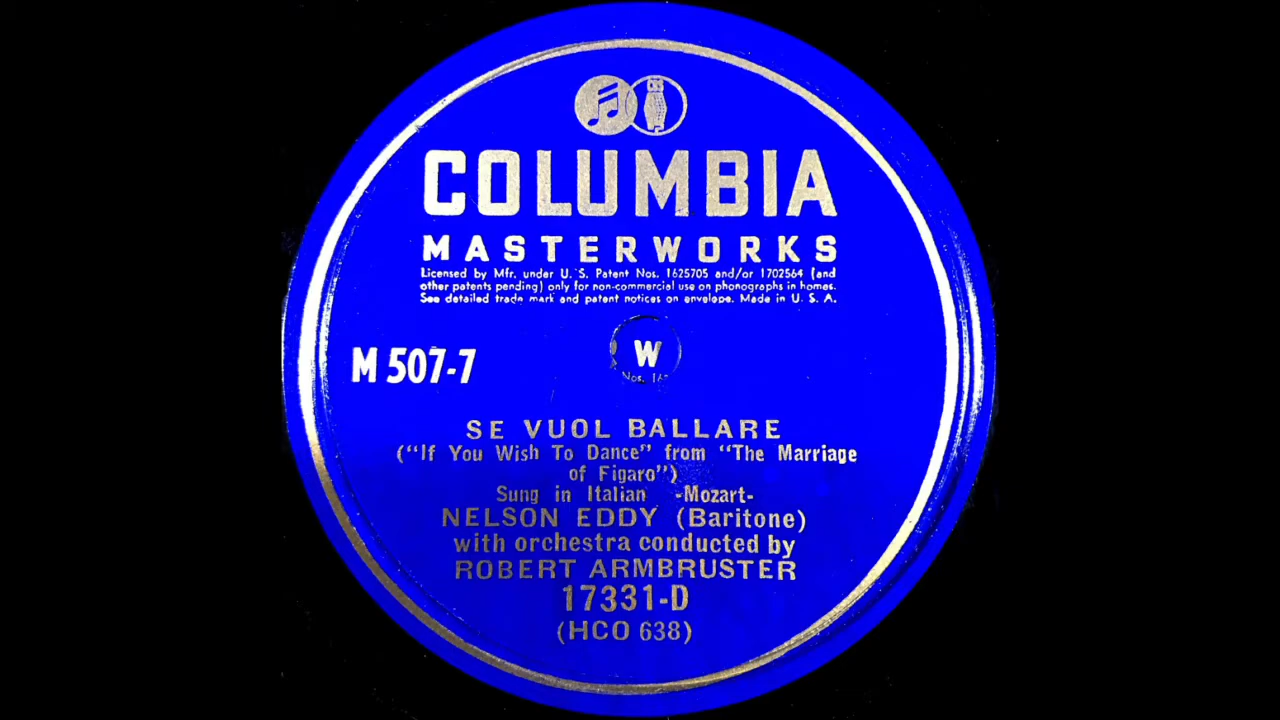 COLUMBIA
MASTERWORKS
Licensed by Mfr. under U. S. Patent Nos. 1625705 and/or 1702564 (and
other patents pending) only for non-commercial use on phonographs in homes.
See detailed trade mark and patent notices on envelope. Made in U. S. A.
W
Nos. 16
M 507-7
SE VUOL BALLARE
("If You Wish To Dance" from "The Marriage
of Figaro")
Sung in Italian -Mozart-
NELSON EDDY (Baritone)
with orchestra conducted by
ROBERT ARMBRUSTER
17331-D
(HCO 638)